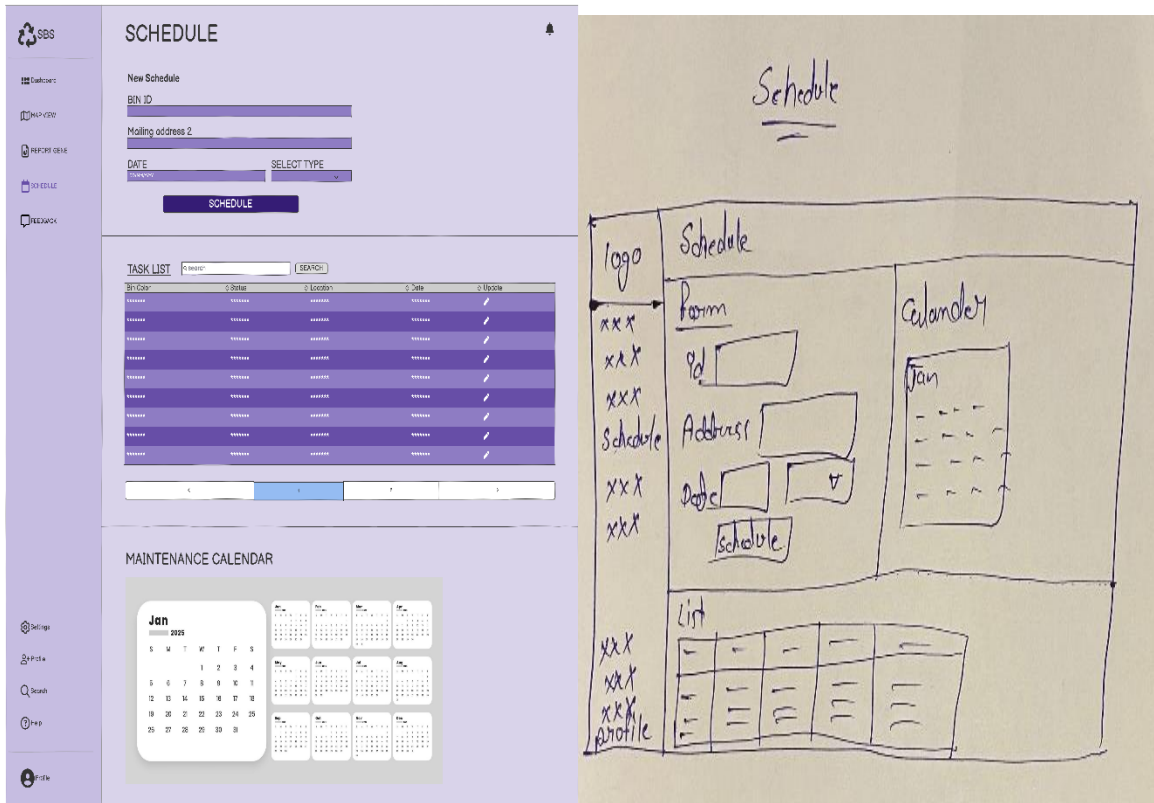 SBS
Dashboard
MAP VIEW
REPORT GENE
SCHEDULE
FEEDBACK
Settings
Profile
Search
Help
Profile
SCHEDULE
New Schedule
BIN ID
Mailing address 2
DATE SELECT TYPE
SCHEDULE
TASK LIST Search SEARCH
Bin Color Status Location Date Update
******* ******* ******* *******
******* ******* ******* *******
******* ******* ******* *******
******* ******* ******* *******
******* ******* ******* *******
******* ******* ******* *******
******* ******* ******* *******
******* ******* ******* *******
******* ******* ******* *******
MAINTENANCE CALENDAR
Jan
2025
S M T W T F S
1 2 3 4
5 6 7 8 9 10 11
12 13 14 15 16 17 18
19 20 21 22 23 24 25
26 27 28 29 30 31
Schedule
logo
xxx
xxx
xxx
Schedule
xxx
xxx
xxx
xxx
xxx
profile
Schedule
Form
Id
Address
Date
schedule
Calander
Jan
List